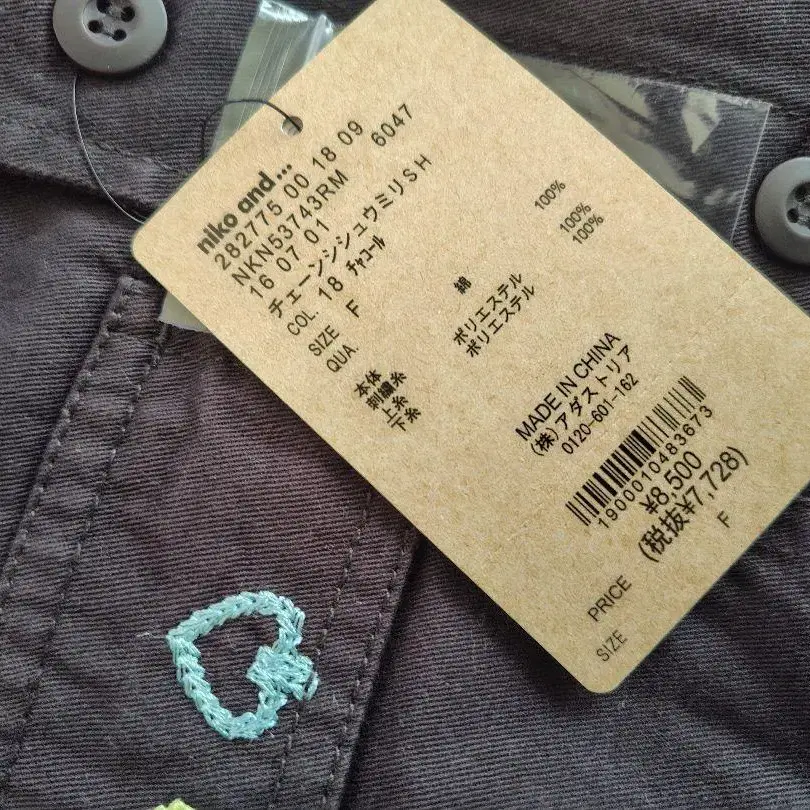 niko and...
282775 00 18 09
NKN53743RM 6047
16 07 01
チェーンシシュウミリSH
COL. 18 チャコール
SIZE F
QUA.
本体 綿 100%
刺繍糸
上糸 ポリエステル 100%
下糸 ポリエステル 100%
MADE IN CHINA
(株)アダストリア
0120-601-162
1900010483673
PRICE ¥8,500
(税抜¥7,728)
SIZE F